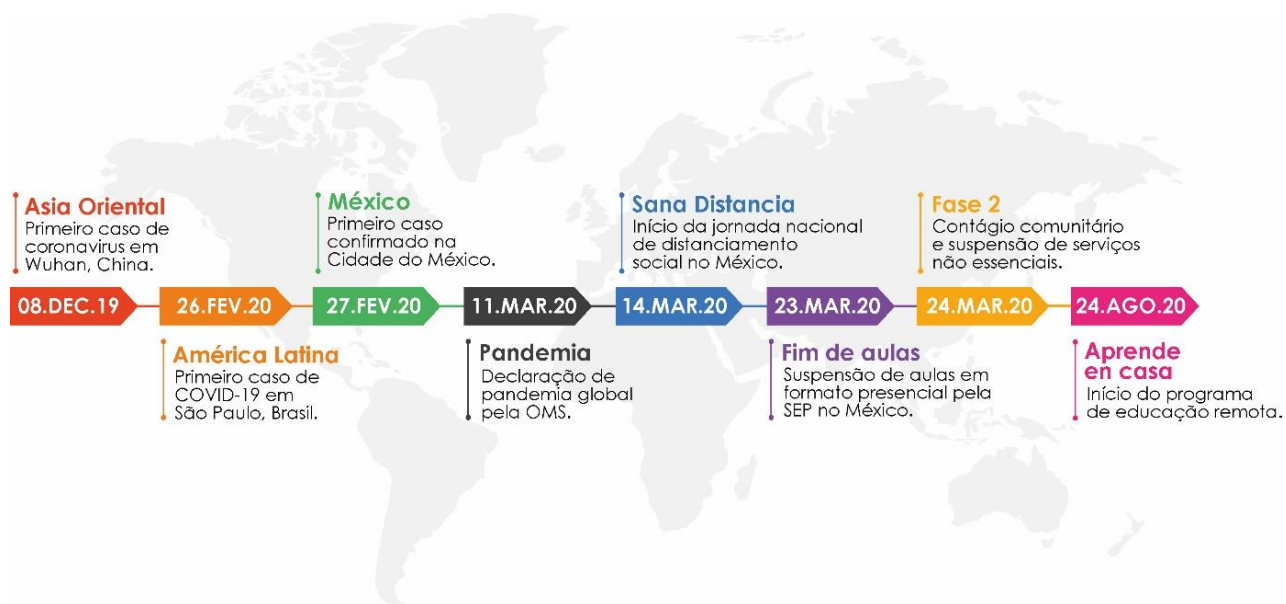 Asia Oriental
Primeiro caso de
coronavirus em
Wuhan, China.
08.DEC.19
26.FEV.20
América Latina
Primeiro caso de
COVID-19 em
São Paulo, Brasil.
México
Primeiro caso
confirmado na
Cidade do México.
27.FEV.20
11.MAR.20
Pandemia
Declaração de
pandemia global
pela OMS.
Sana Distancia
Início da jornada nacional
de distanciamento
social no México.
14.MAR.20
23.MAR.20
Fim de aulas
Suspensão de aulas em
formato presencial pela
SEP no México.
Fase 2
Contágio comunitário
e suspensão de serviços
não essenciais.
24.MAR.20
24.AGO.20
Aprende
en casa
Início do programa
de educação remota.